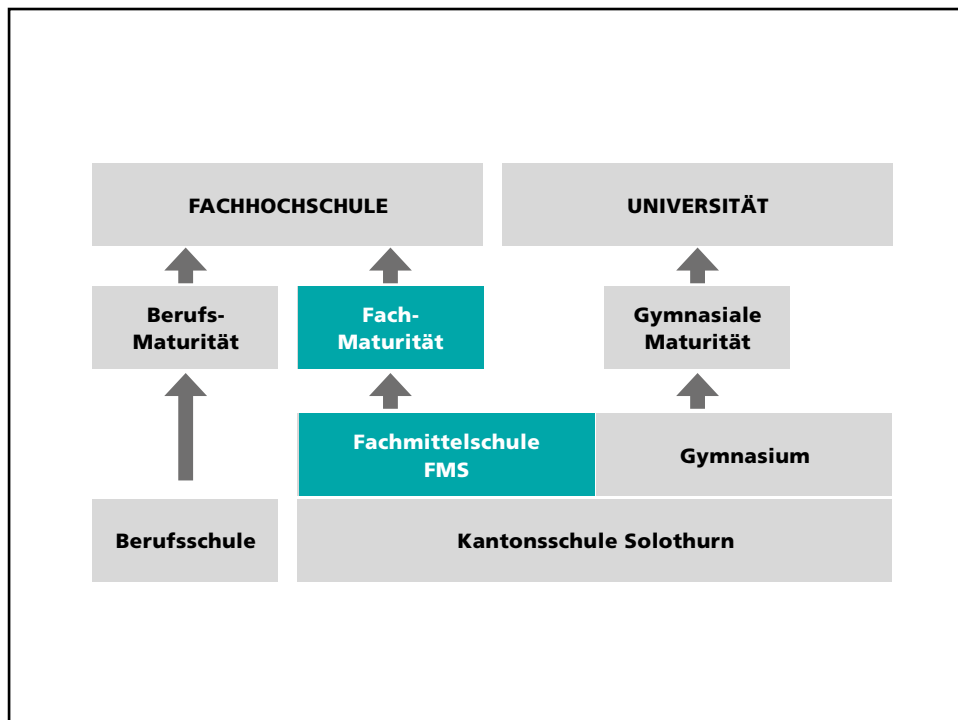 FACHHOCHSCHULE
UNIVERSITÄT
Berufs-
Maturität
Fach-
Maturität
Gymnasiale
Maturität
Fachmittelschule
FMS
Gymnasium
Berufsschule
Kantonsschule Solothurn